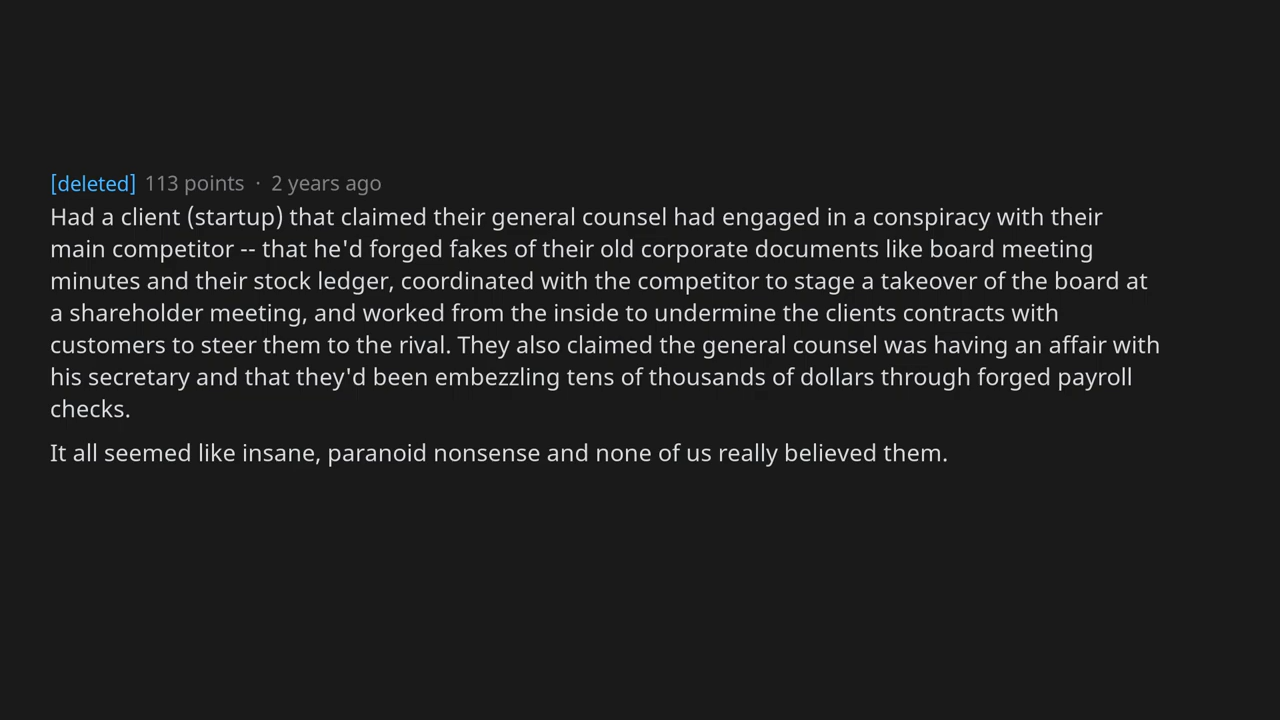 [deleted] 113 points · 2 years ago
Had a client (startup) that claimed their general counsel had engaged in a conspiracy with their
main competitor -- that he'd forged fakes of their old corporate documents like board meeting
minutes and their stock ledger, coordinated with the competitor to stage a takeover of the board at
a shareholder meeting, and worked from the inside to undermine the clients contracts with
customers to steer them to the rival. They also claimed the general counsel was having an affair with
his secretary and that they'd been embezzling tens of thousands of dollars through forged payroll
checks.
It all seemed like insane, paranoid nonsense and none of us really believed them.